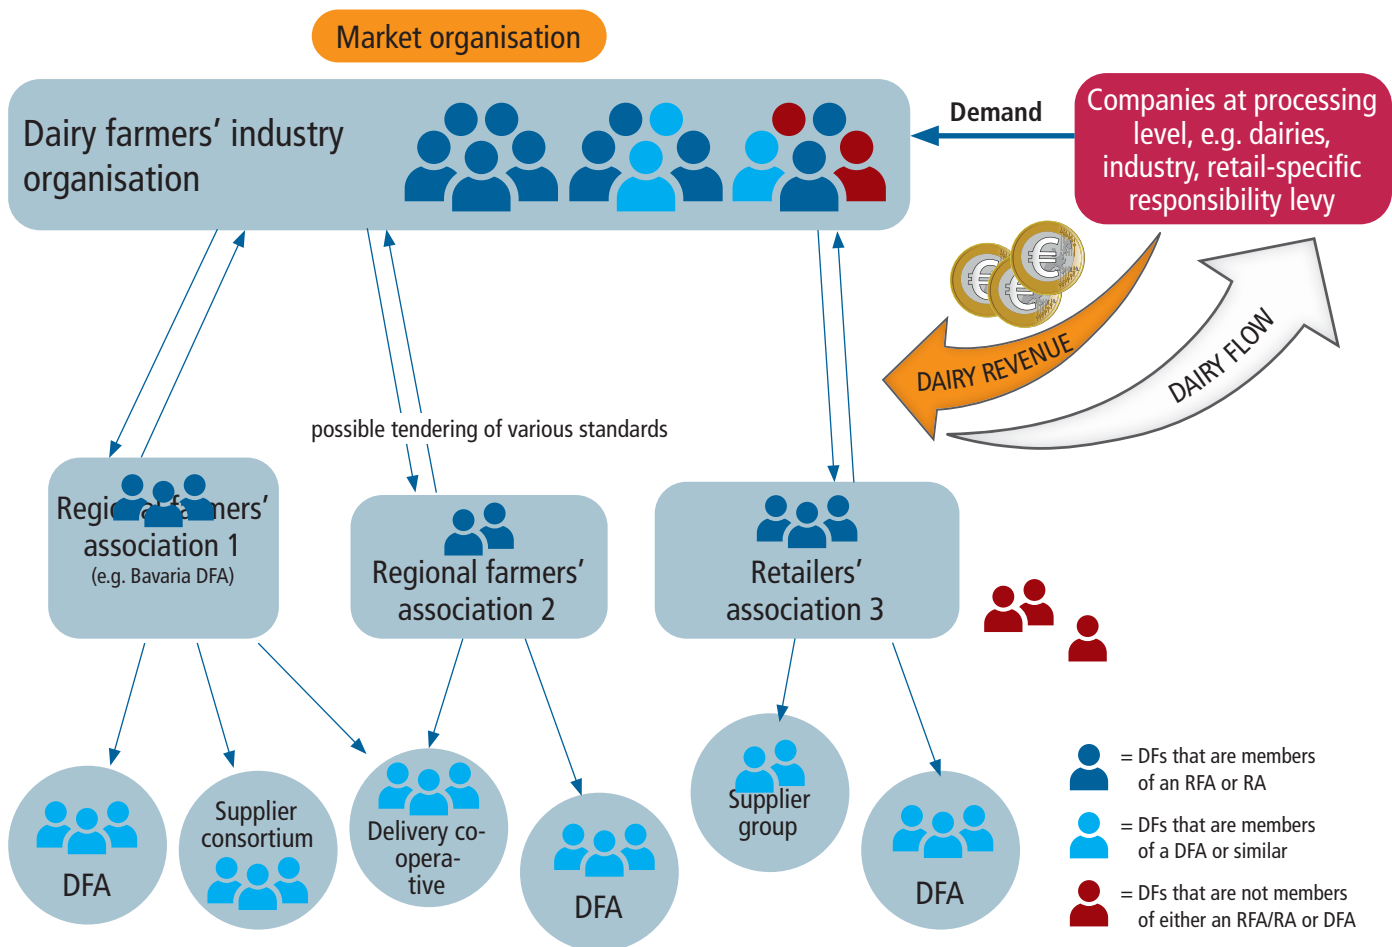 Market organisation
Dairy farmers’ industry
organisation
Demand
Companies at processing
level, e.g. dairies,
industry, retail-specific
responsibility levy
DAIRY REVENUE
DAIRY FLOW
possible tendering of various standards
Regional farmers’
association 1
(e.g. Bavaria DFA)
Regional farmers’
association 2
Retailers’
association 3
DFA
Supplier
consortium
Delivery co-
opera-
tive
DFA
Supplier
group
DFA
= DFs that are members
of an RFA or RA
= DFs that are members
of a DFA or similar
= DFs that are not members
of either an RFA/RA or DFA